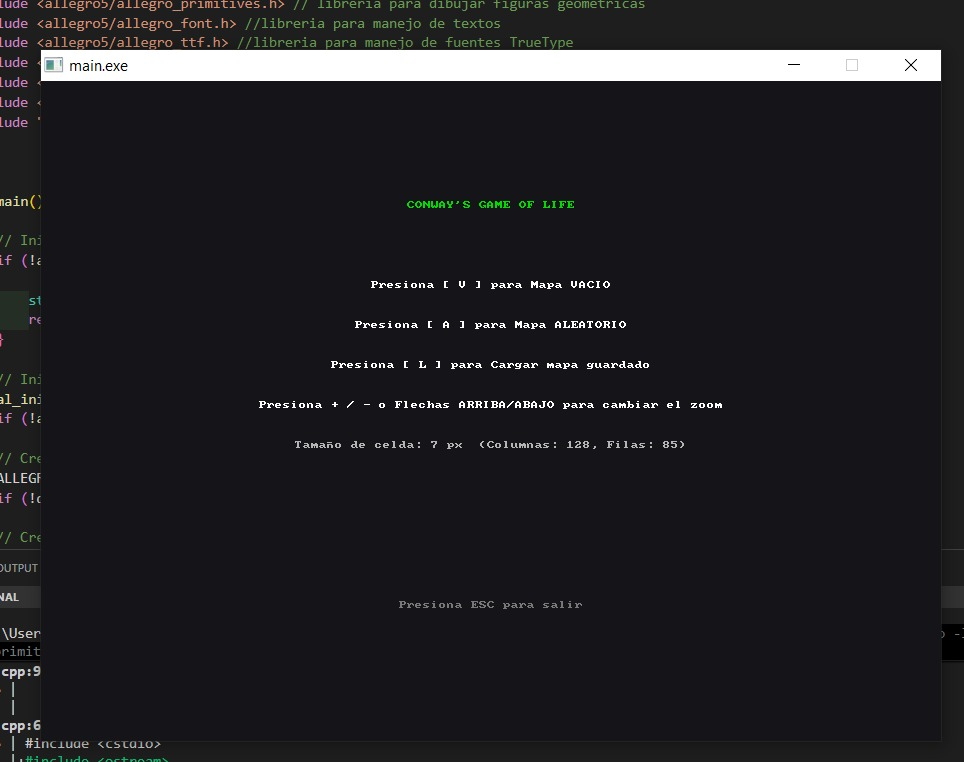 lude <allegro5/allegro_primitives.h> // libreria para dibujar figuras geometricas
lude <allegro5/allegro_font.h> //libreria para manejo de textos
lude <allegro5/allegro_ttf.h> //libreria para manejo de fuentes TrueType
lude <
lude <
lude <
lude "
main.exe
main()
// Ini
if (!a
st
re
}
// Ini
al_ini
if (!a
// Cre
ALLEGR
if (!d
// Cre
CONWAY'S GAME OF LIFE
Presiona [ V ] para Mapa VACIO
Presiona [ A ] para Mapa ALEATORIO
Presiona [ L ] para Cargar mapa guardado
Presiona + / - o Flechas ARRIBA/ABAJO para cambiar el zoom
Tamaño de celda: 7 px (Columnas: 128, Filas: 85)
Presiona ESC para salir
OUTPUT
NAL
\User
primit
cpp:9
|
|
cpp:6
| #include <cstdio>
|+#include <ostream>